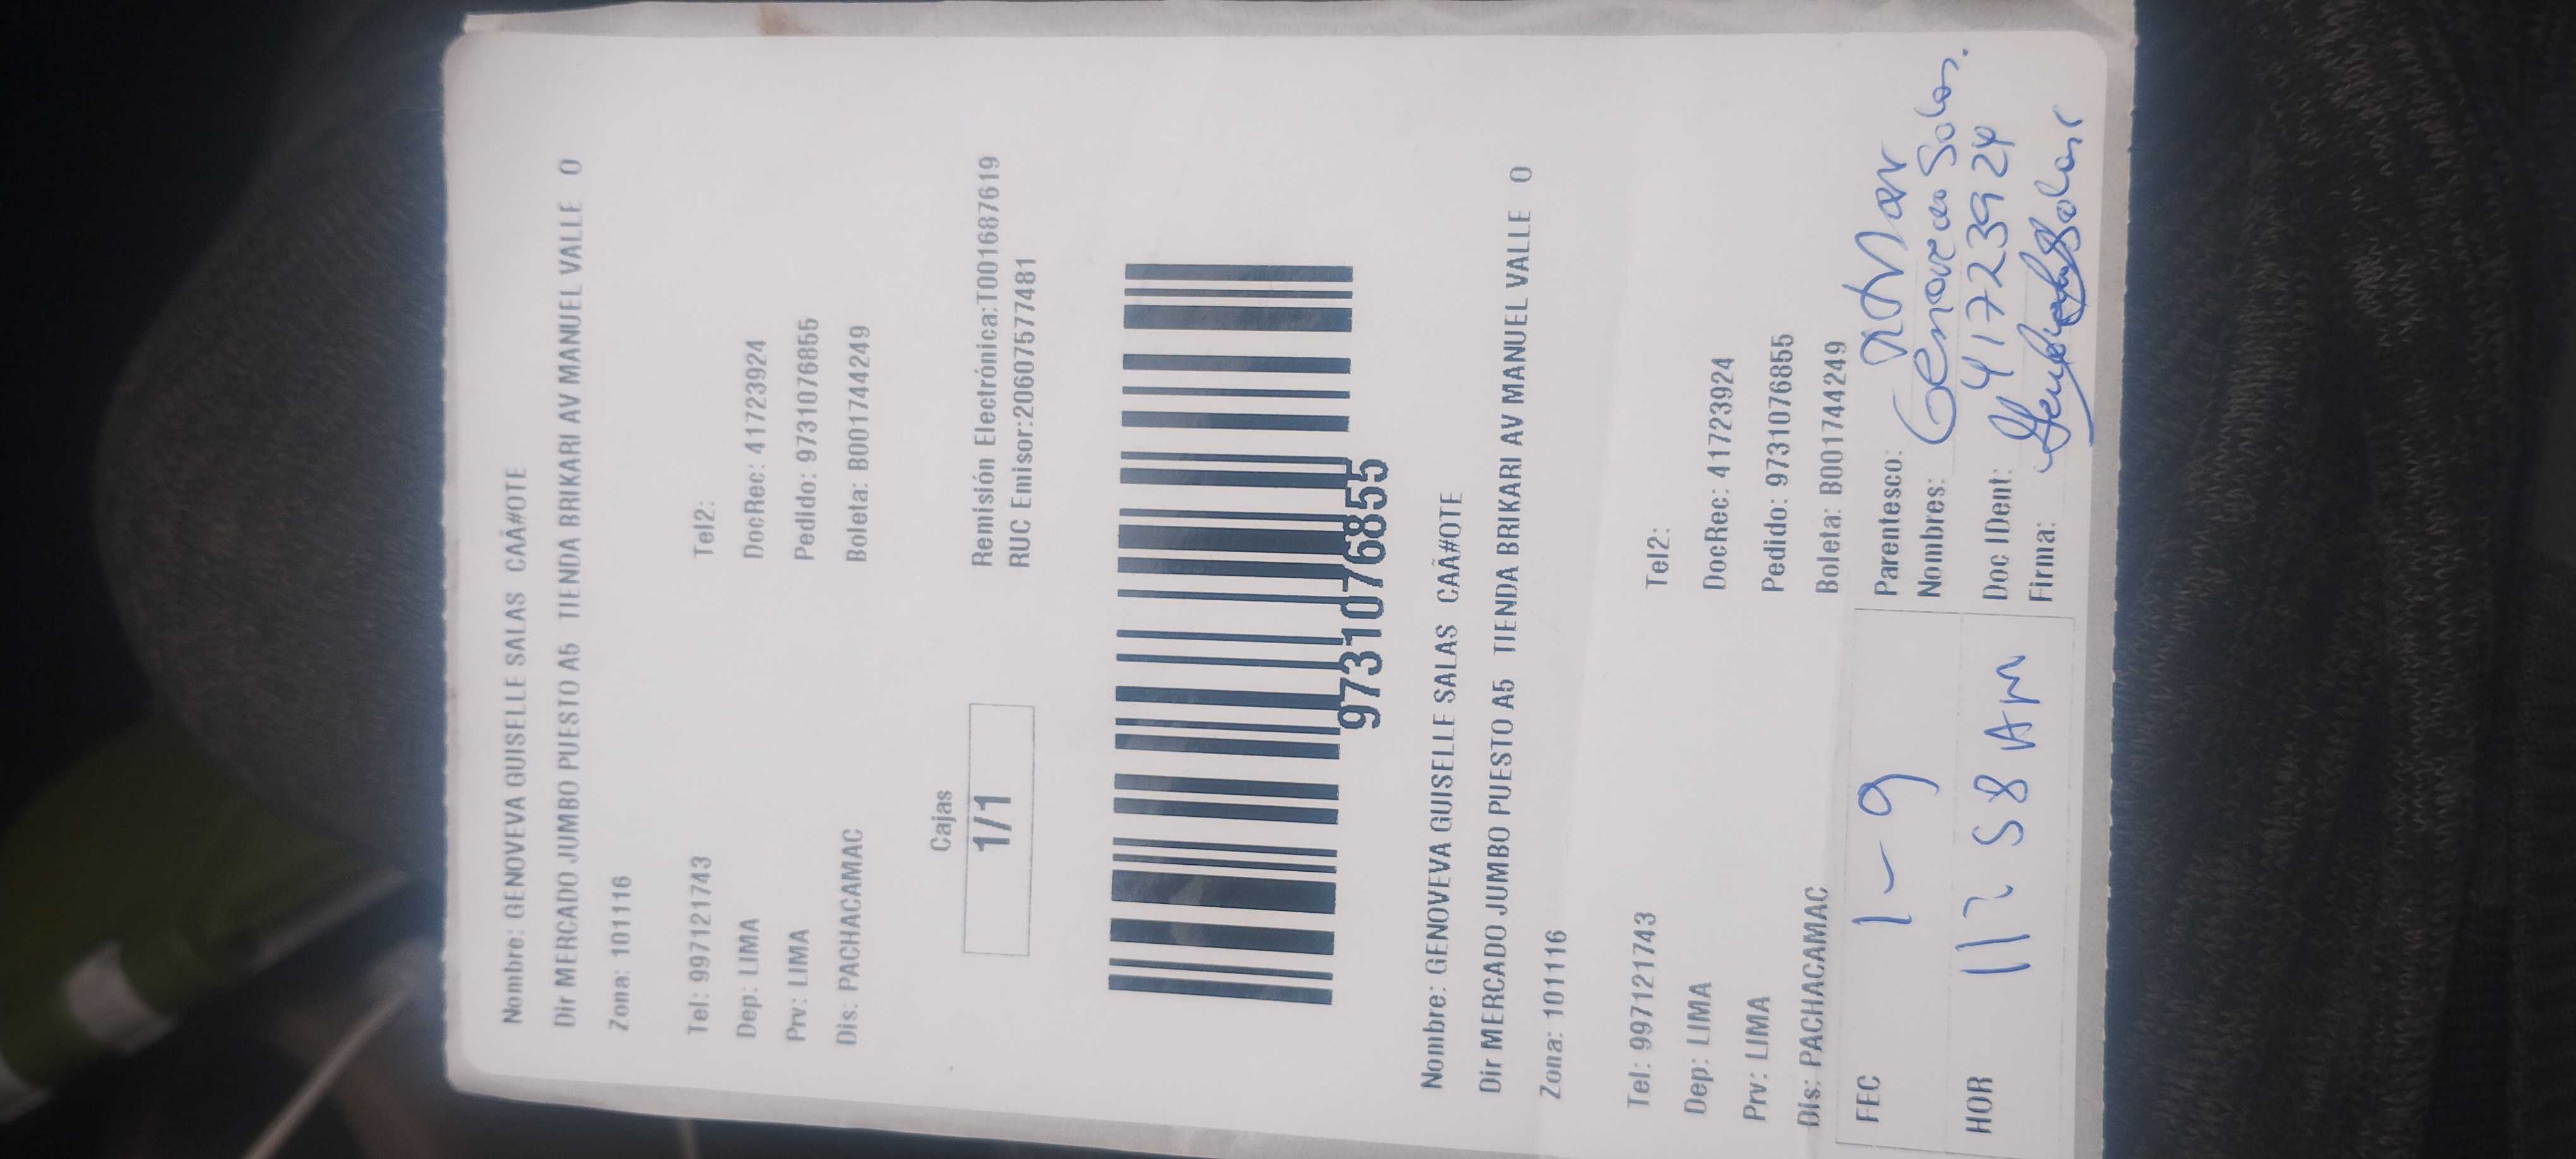 Nombre: GENOVEVA GUISELLE SALAS CAÃ#OTE
Dir MERCADO JUMBO PUESTO A5 TIENDA BRIKARI AV MANUEL VALLE 0
Zona: 101116
Tel: 997121743 Tel2:
Dep: LIMA DocRec: 41723924
Prv: LIMA Pedido: 9731076855
Dis: PACHACAMAC Boleta: B001744249
Cajas
1/1
Remisión Electrónica:T001687619
RUC Emisor:20607577481
9731076855
Nombre: GENOVEVA GUISELLE SALAS CAÃ#OTE
Dir MERCADO JUMBO PUESTO A5 TIENDA BRIKARI AV MANUEL VALLE 0
Zona: 101116
Tel: 997121743 Tel2:
Dep: LIMA DocRec: 41723924
Prv: LIMA Pedido: 9731076855
Dis: PACHACAMAC Boleta: B001744249
FEC 1-9 Parentesco:
Nombres: Genoveva Salas.
HOR 11 58 AM Doc IDent: 41723924
Firma: